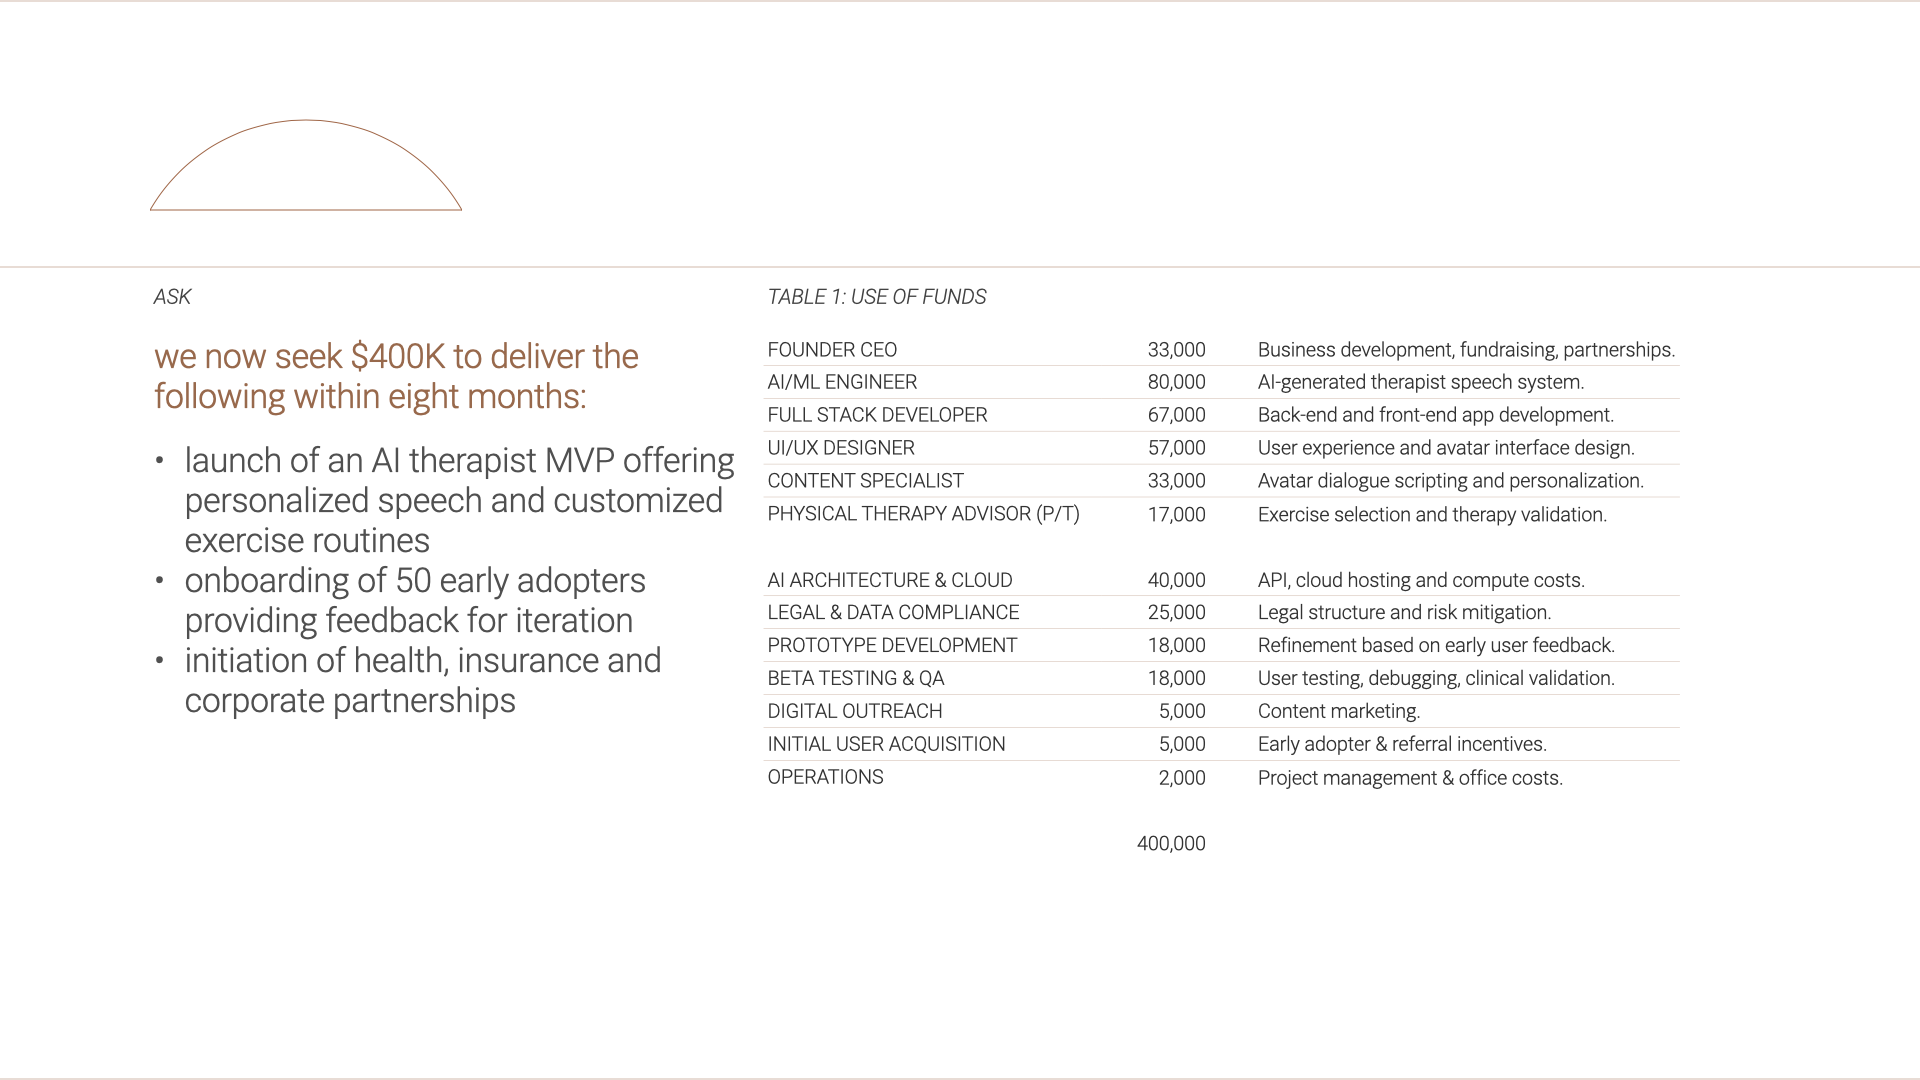 ASK
we now seek $400K to deliver the
following within eight months:
• launch of an AI therapist MVP offering
personalized speech and customized
exercise routines
• onboarding of 50 early adopters
providing feedback for iteration
• initiation of health, insurance and
corporate partnerships
TABLE 1: USE OF FUNDS
FOUNDER CEO 33,000 Business development, fundraising, partnerships.
AI/ML ENGINEER 80,000 AI-generated therapist speech system.
FULL STACK DEVELOPER 67,000 Back-end and front-end app development.
UI/UX DESIGNER 57,000 User experience and avatar interface design.
CONTENT SPECIALIST 33,000 Avatar dialogue scripting and personalization.
PHYSICAL THERAPY ADVISOR (P/T) 17,000 Exercise selection and therapy validation.
AI ARCHITECTURE & CLOUD 40,000 API, cloud hosting and compute costs.
LEGAL & DATA COMPLIANCE 25,000 Legal structure and risk mitigation.
PROTOTYPE DEVELOPMENT 18,000 Refinement based on early user feedback.
BETA TESTING & QA 18,000 User testing, debugging, clinical validation.
DIGITAL OUTREACH 5,000 Content marketing.
INITIAL USER ACQUISITION 5,000 Early adopter & referral incentives.
OPERATIONS 2,000 Project management & office costs.
400,000